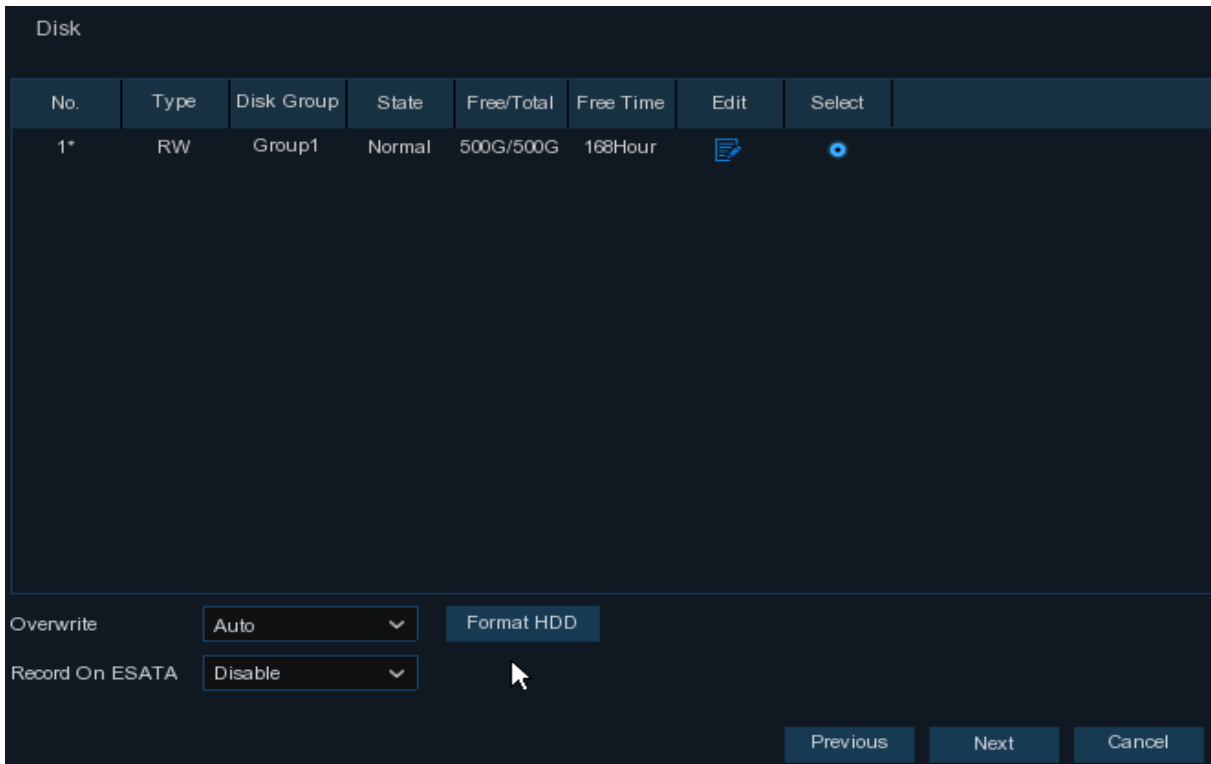 Disk
No. Type Disk Group State Free/Total Free Time Edit Select
1* RW Group1 Normal 500G/500G 168Hour
Overwrite Auto Format HDD
Record On ESATA Disable
Previous Next Cancel